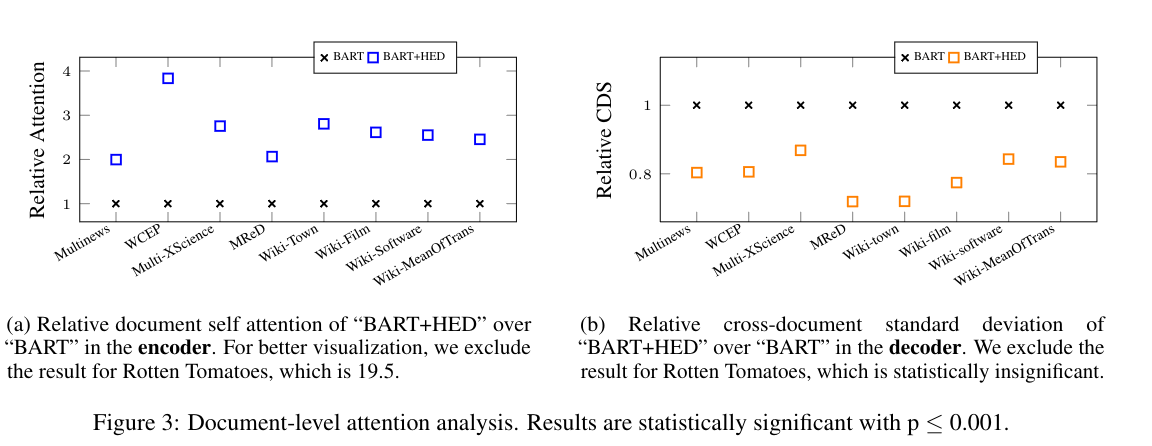 BART BART+HED
Relative Attention
4
3
2
1
Multinews
WCEP
Multi-XScience
MReD
Wiki-Town
Wiki-Film
Wiki-Software
Wiki-MeanOfTrans
(a) Relative document self attention of “BART+HED” over
“BART” in the encoder. For better visualization, we exclude
the result for Rotten Tomatoes, which is 19.5.
BART BART+HED
Relative CDS
1
0.8
Multinews
WCEP
Multi-XScience
MReD
Wiki-town
Wiki-film
Wiki-software
Wiki-MeanOfTrans
(b) Relative cross-document standard deviation of
“BART+HED” over “BART” in the decoder. We exclude the
result for Rotten Tomatoes, which is statistically insignificant.
Figure 3: Document-level attention analysis. Results are statistically significant with p ≤ 0.001.